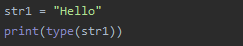 str1 = "Hello"
print(type(str1))